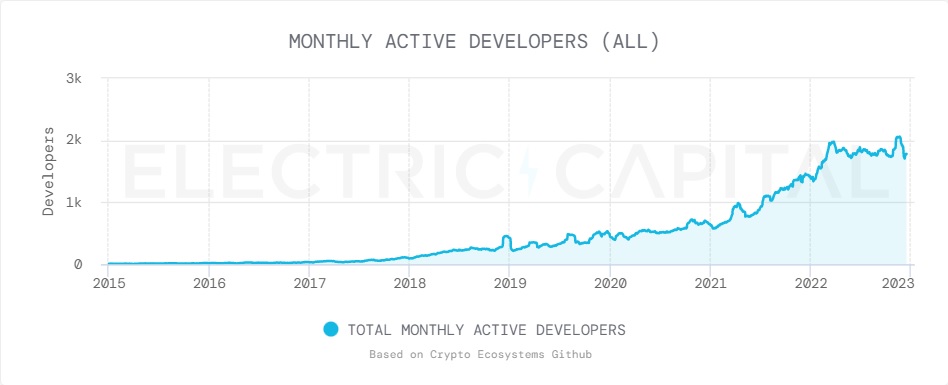 MONTHLY ACTIVE DEVELOPERS (ALL)
3k
2k
1k
0
Developers
ELECTRIC CAPITAL
2015 2016 2017 2018 2019 2020 2021 2022 2023
TOTAL MONTHLY ACTIVE DEVELOPERS
Based on Crypto Ecosystems Github